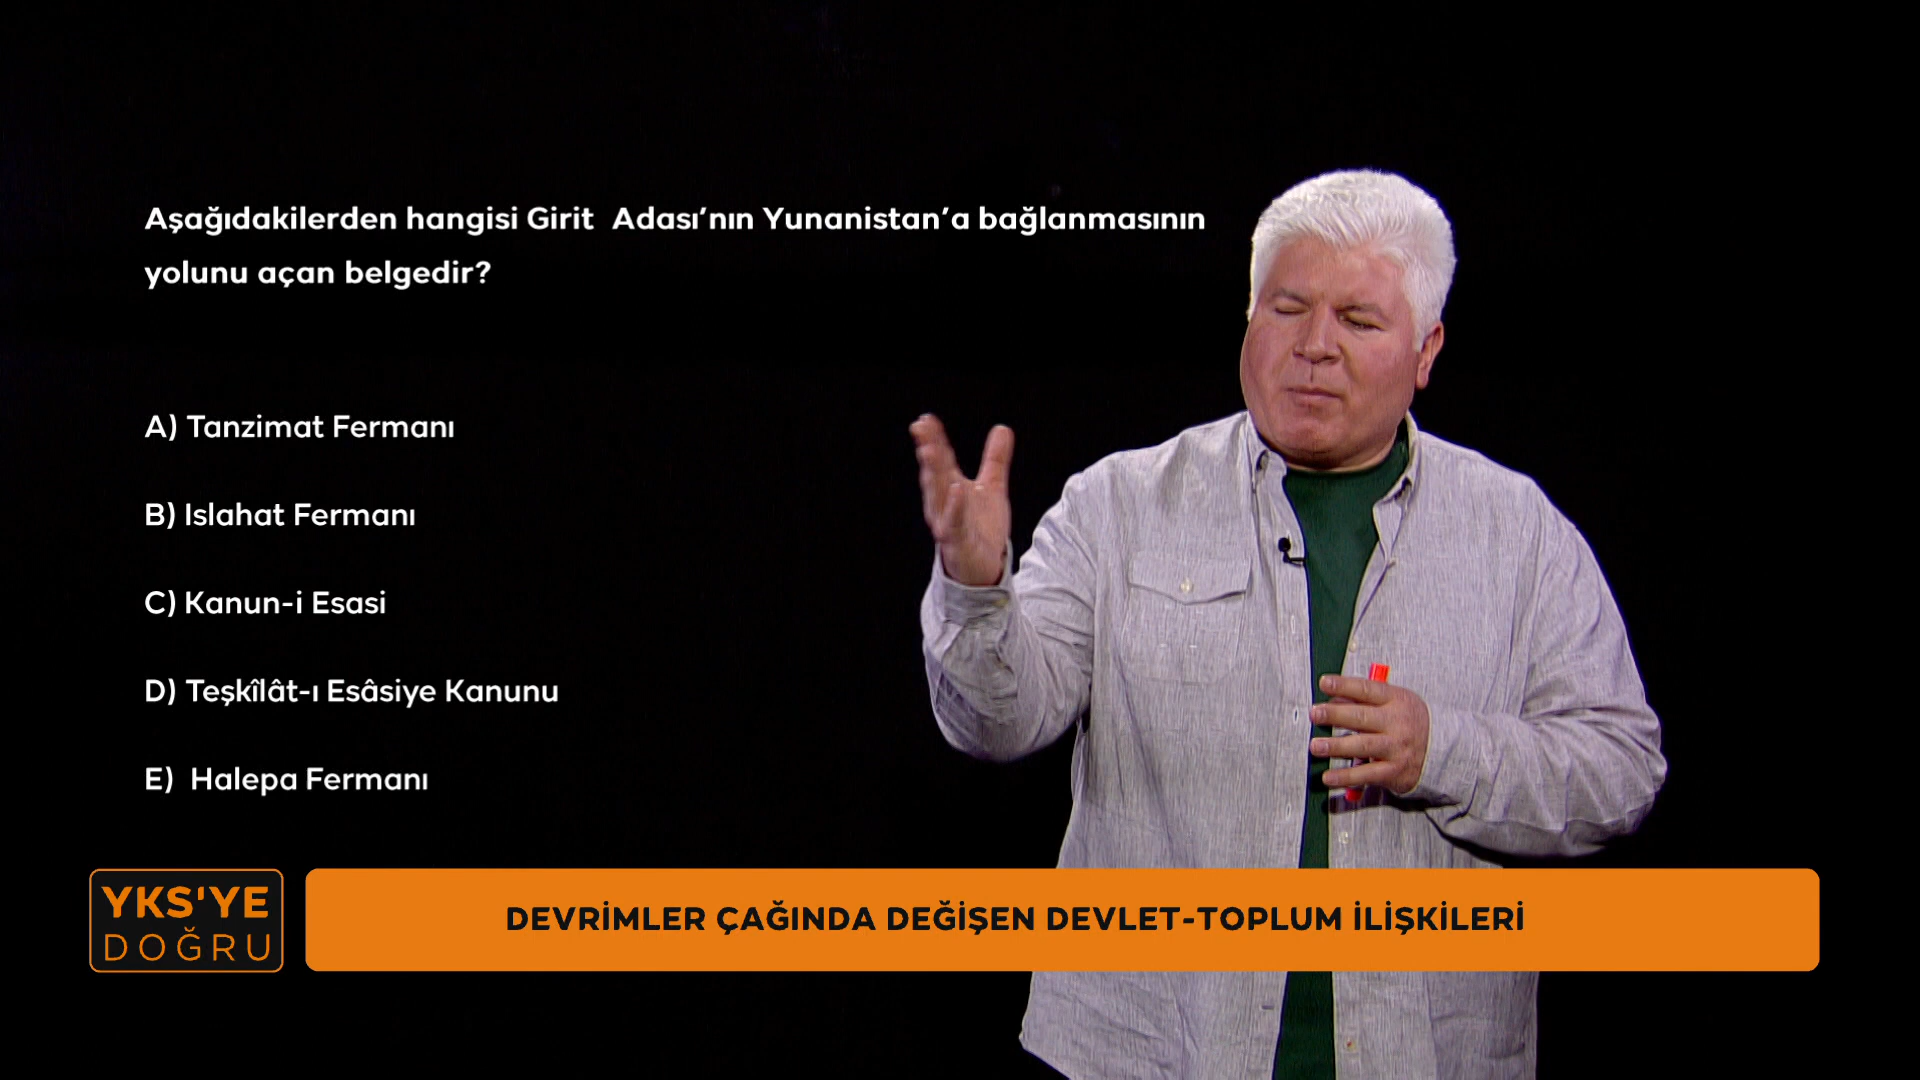 Aşağıdakilerden hangisi Girit Adası’nın Yunanistan’a bağlanmasının
yolunu açan belgedir?
A) Tanzimat Fermanı
B) Islahat Fermanı
C) Kanun-i Esasi
D) Teşkîlât-ı Esâsiye Kanunu
E) Halepa Fermanı
YKS'YE
DOĞRU
DEVRİMLER ÇAĞINDA DEĞİŞEN DEVLET-TOPLUM İLİŞKİLERİ